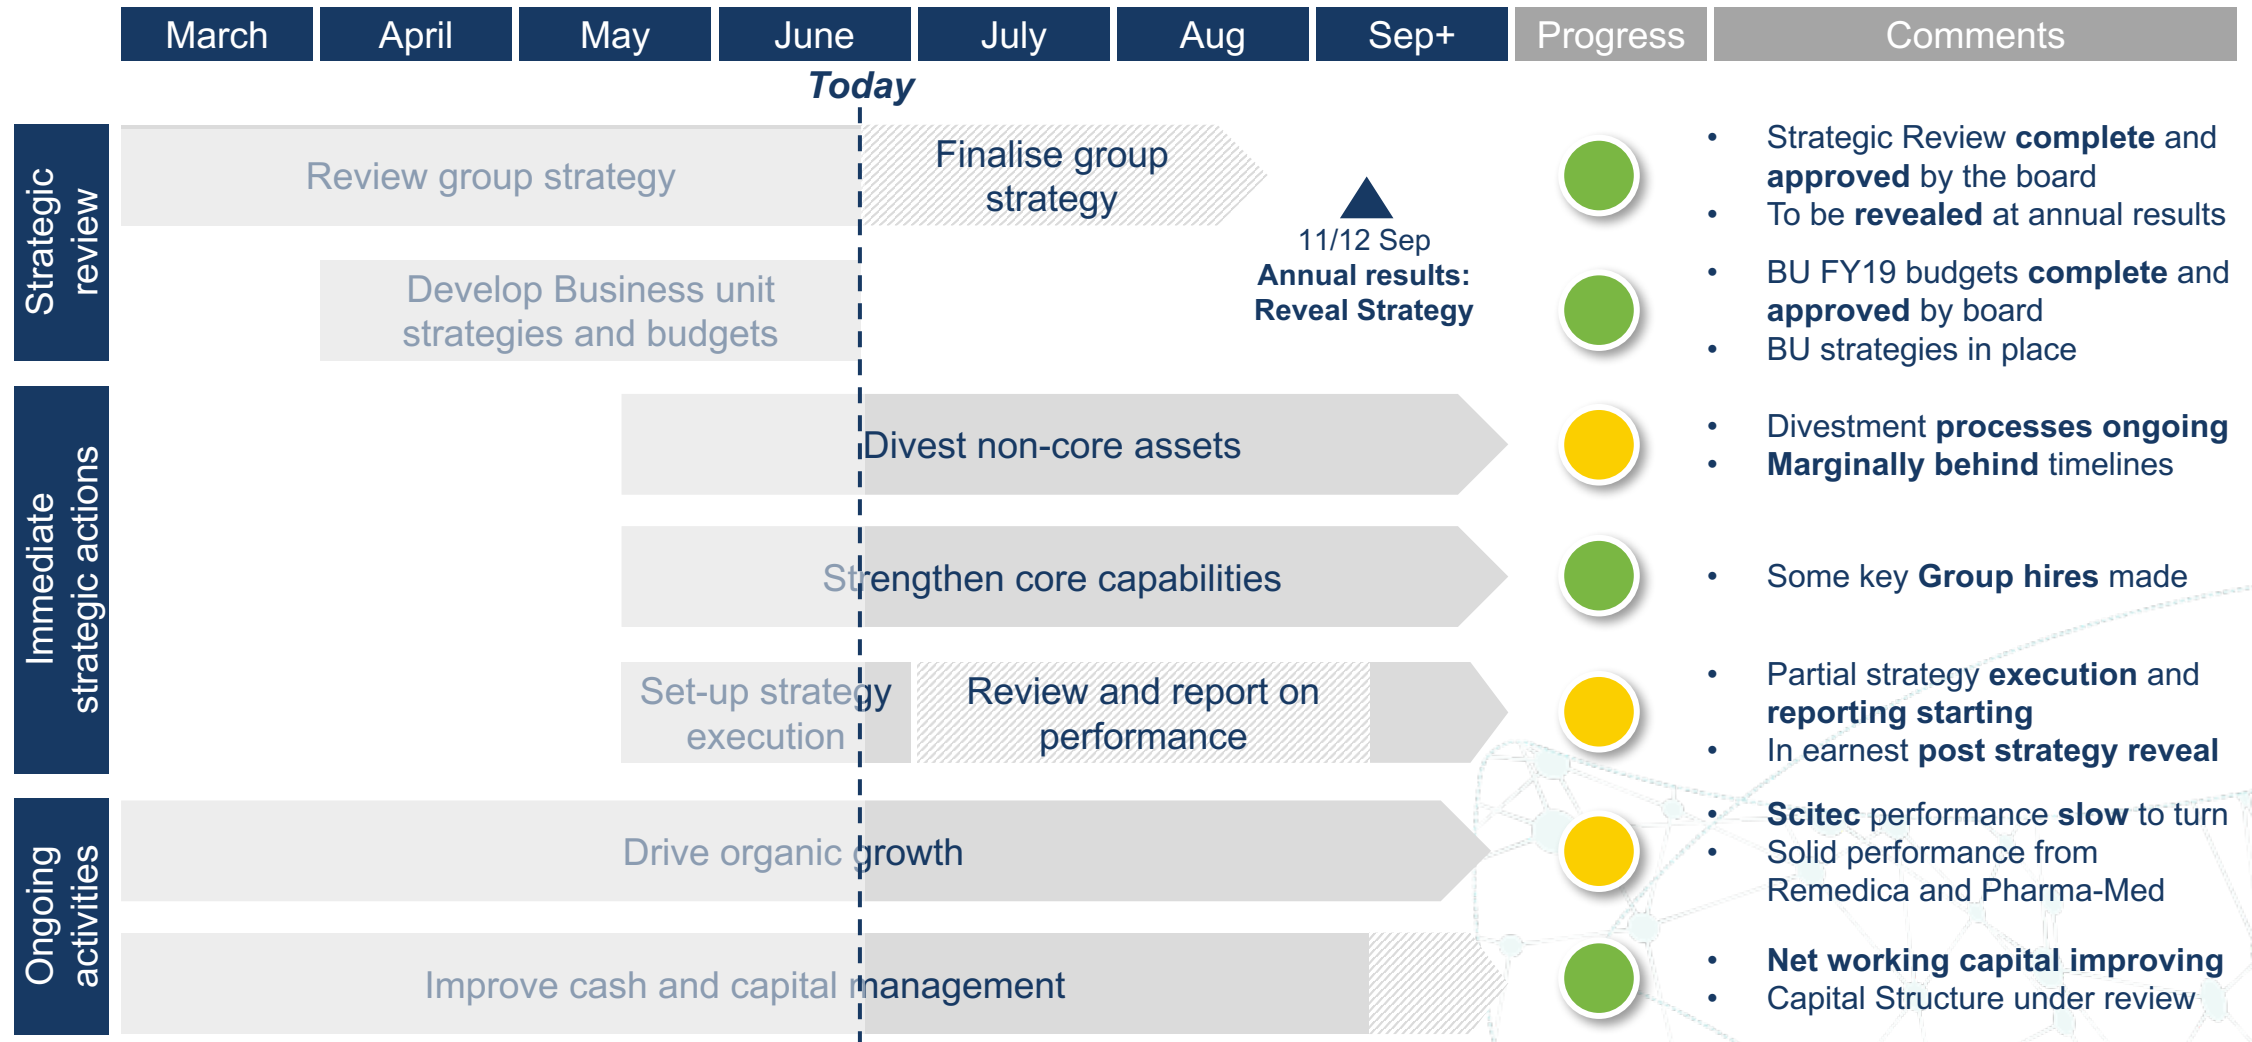 March April May June July Aug Sep+ Progress Comments
Today
Strategic
review
Review group strategy
Finalise group
strategy
11/12 Sep
Annual results:
Reveal Strategy
• Strategic Review complete and
approved by the board
• To be revealed at annual results
Develop Business unit
strategies and budgets
• BU FY19 budgets complete and
approved by board
• BU strategies in place
Immediate
strategic actions
Divest non-core assets
• Divestment processes ongoing
• Marginally behind timelines
Strengthen core capabilities
• Some key Group hires made
Set-up strategy
execution
Review and report on
performance
• Partial strategy execution and
reporting starting
• In earnest post strategy reveal
Ongoing
activities
Drive organic growth
• Scitec performance slow to turn
• Solid performance from
Remedica and Pharma-Med
Improve cash and capital management
• Net working capital improving
• Capital Structure under review